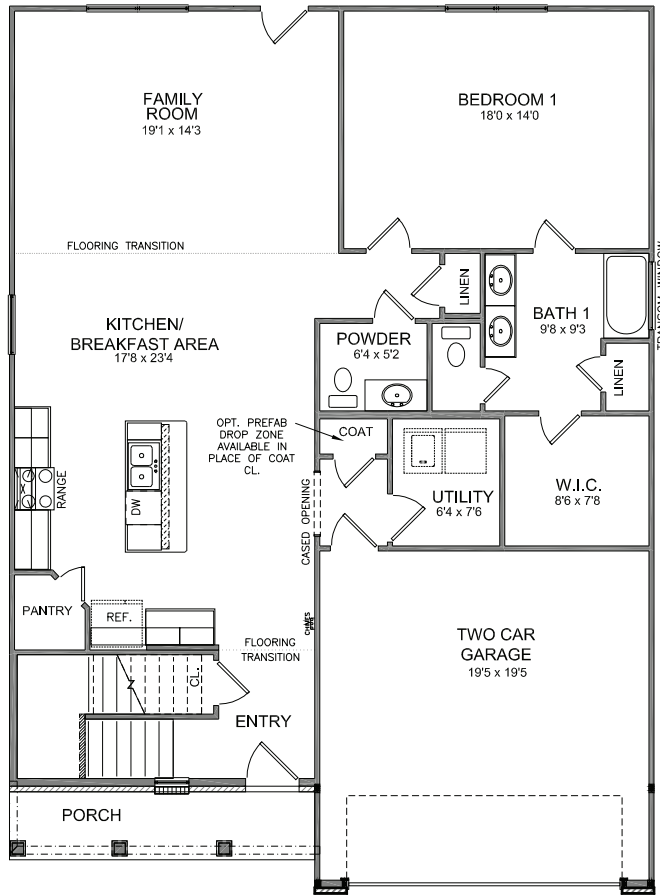 FAMILY
ROOM
19'1 x 14'3
BEDROOM 1
18'0 x 14'0
FLOORING TRANSITION
LINEN
TRANSOM WINDOW
KITCHEN/
BREAKFAST AREA
17'8 x 23'4
POWDER
6'4 x 5'2
BATH 1
9'8 x 9'3
LINEN
OPT. PREFAB
DROP ZONE
AVAILABLE IN
PLACE OF COAT
CL.
COAT
RANGE
DW
CASED OPENING
UTILITY
6'4 x 7'6
W.I.C.
8'6 x 7'8
PANTRY
REF.
CHIMES
FLOORING
TRANSITION
TWO CAR
GARAGE
19'5 x 19'5
CL.
ENTRY
PORCH